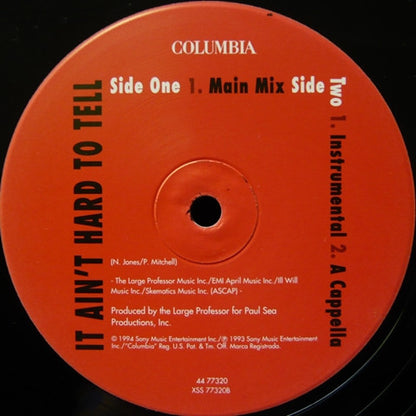 COLUMBIA
IT AIN'T HARD TO TELL
Side One 1. Main Mix Side
Two 1. Instrumental 2. A Cappella
(N. Jones/P. Mitchell)
- The Large Professor Music Inc./EMI April Music Inc./Ill Will
Music Inc./Skematics Music Inc. (ASCAP) -
Produced by the Large Professor for Paul Sea
Productions, Inc.
© 1994 Sony Music Entertainment Inc./℗ 1993 Sony Music Entertainment
Inc./"Columbia" Reg. U.S. Pat. & Tm. Off. Marca Registrada.
44 77320
XSS 77320B